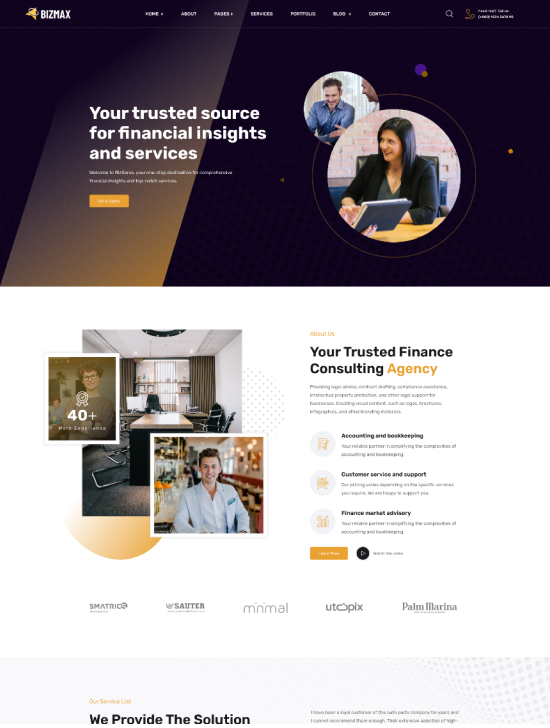 BIZMAX
HOME +
ABOUT
PAGES +
SERVICES
PORTFOLIO
BLOG +
CONTACT
Need help? Call us:
Your trusted source
for financial insights
and services
Welcome to BizServe, your one-stop destination for comprehensive
financial insights and top-notch services.
About Us
Your Trusted Finance
Consulting Agency
Providing legal advice, contract drafting, compliance assistance,
intellectual property protection, and other legal support for
businesses. Creating visual content, such as logos, brochures,
infographics, and other branding materials.
40+
Work Experience
Accounting and bookkeeping
Your reliable partner in simplifying the complexities of
accounting and bookkeeping.
Customer service and support
Our pricing varies depending on the specific services
you require. We are happy to support you.
Finance market advisory
Your reliable partner in simplifying the complexities of
accounting and bookkeeping.
Learn More
Watch the video
SMATRIC
SAUTER
minimal
utopix
Palm Marina
Our Service List
We Provide The Solution
I have been a loyal customer of this auto parts company for years and
I cannot recommend them enough. Their extensive selection of high-